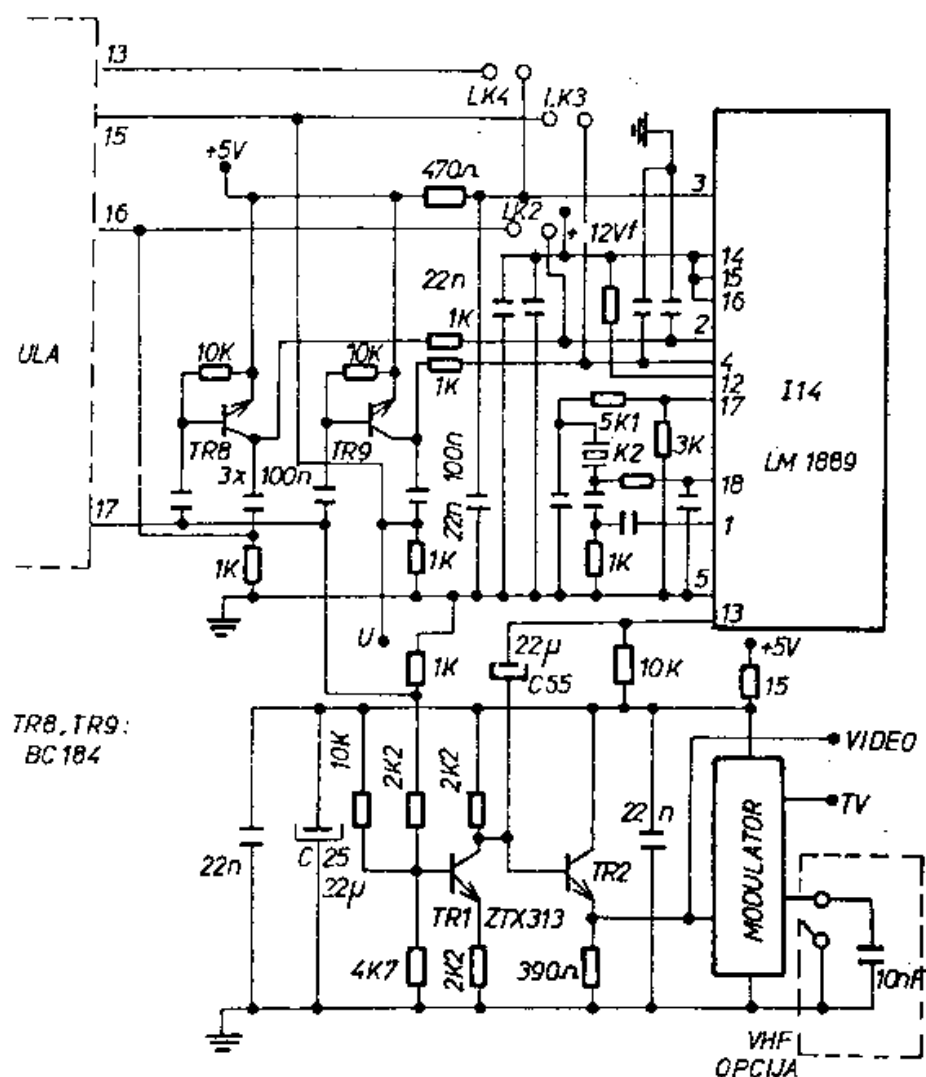 13
LK4
LK3
15
+5V
470Ω
3
16
LK2
+ 12Vf
14
15
16
22n
2
1K
ULA
10K
10K
4
1K
12
17
I14
5K1
TR8
TR9
K2
3K
LM 1889
3x 100n
100n
18
17
22n
1
1K
1K
1K
5
13
U
22µ
+5V
1K
C55
10K
15
TR8, TR9:
BC 184
10K
2K2
2K2
VIDEO
22n
TV
22n
C 25
22µ
TR2
MODULATOR
TR1 ZTX313
4K7
2K2
390Ω
10nF
VHF
OPCIJA